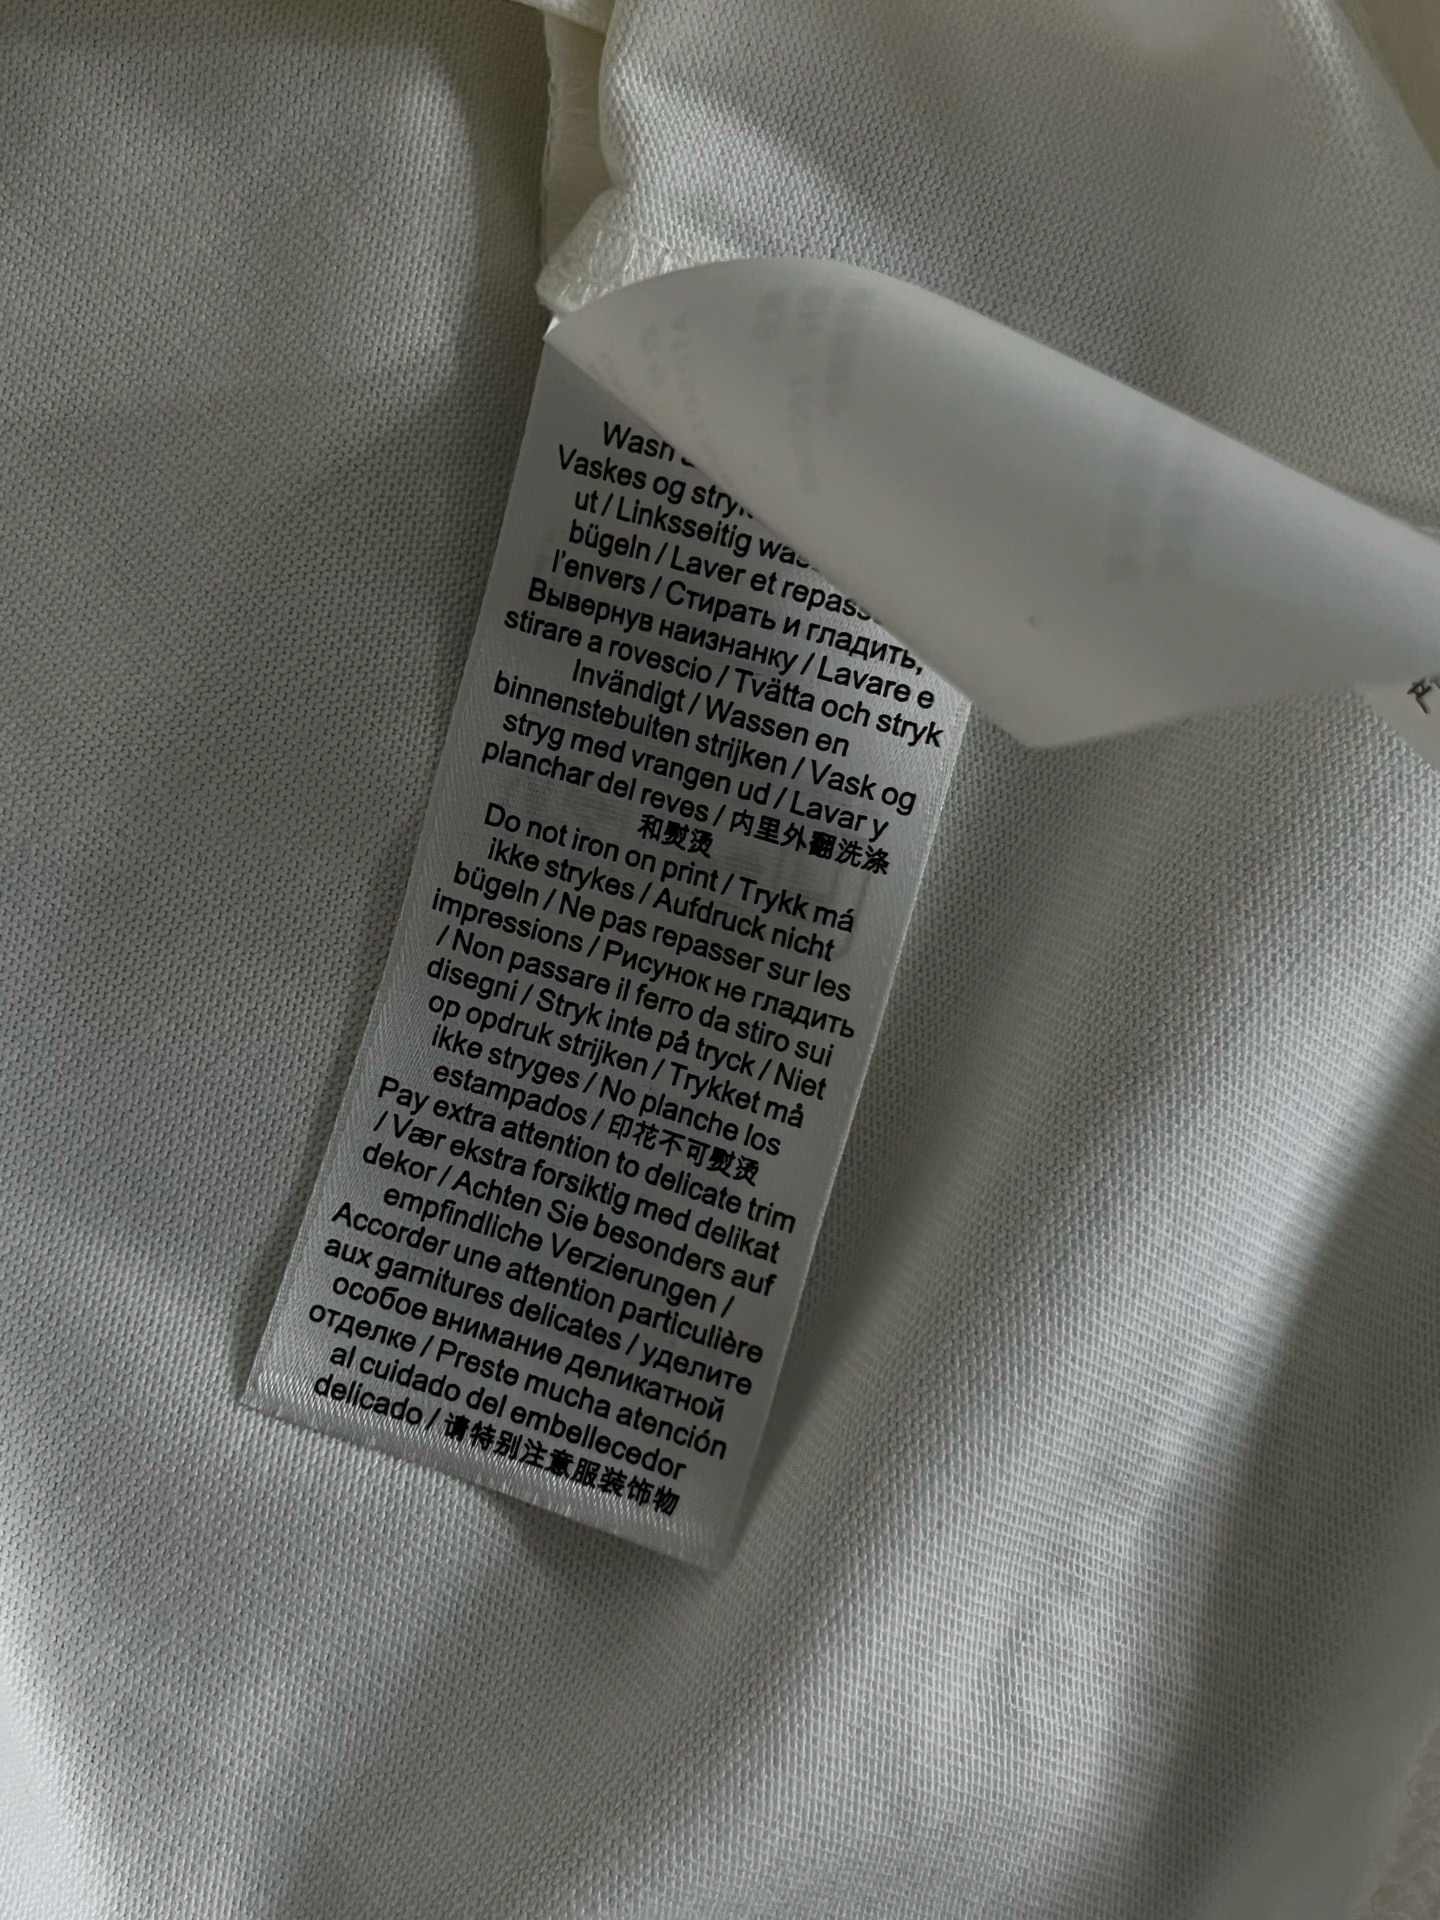 Wash
Vaskes og
ut / Linksseitig
bügeln / Laver et
l'envers / Стирать и гладить,
Вывернув наизнанку / Lavare e
stirare a rovescio / Tvätta och stryk
Invändigt / Wassen en
binnenstebuiten strijken / Vask og
stryg med vrangen ud / Lavar y
planchar del reves / 内里外翻洗涤
和熨烫
Do not iron on print / Trykk má
ikke strykes / Aufdruck nicht
bügeln / Ne pas repasser sur les
impressions / Рисунок не гладить
/ Non passare il ferro da stiro sui
disegni / Stryk inte på tryck / Niet
op opdruk strijken / Trykket må
ikke stryges / No planche los
estampados / 印花不可熨烫
Pay extra attention to delicate trim
/ Vær ekstra forsiktig med delikat
dekor / Achten Sie besonders auf
empfindliche Verzierungen /
Accorder une attention particulière
aux garnitures delicates / уделите
особое внимание деликатной
отделке / Preste mucha atención
al cuidado del embellecedor
delicado / 请特别注意服装饰物